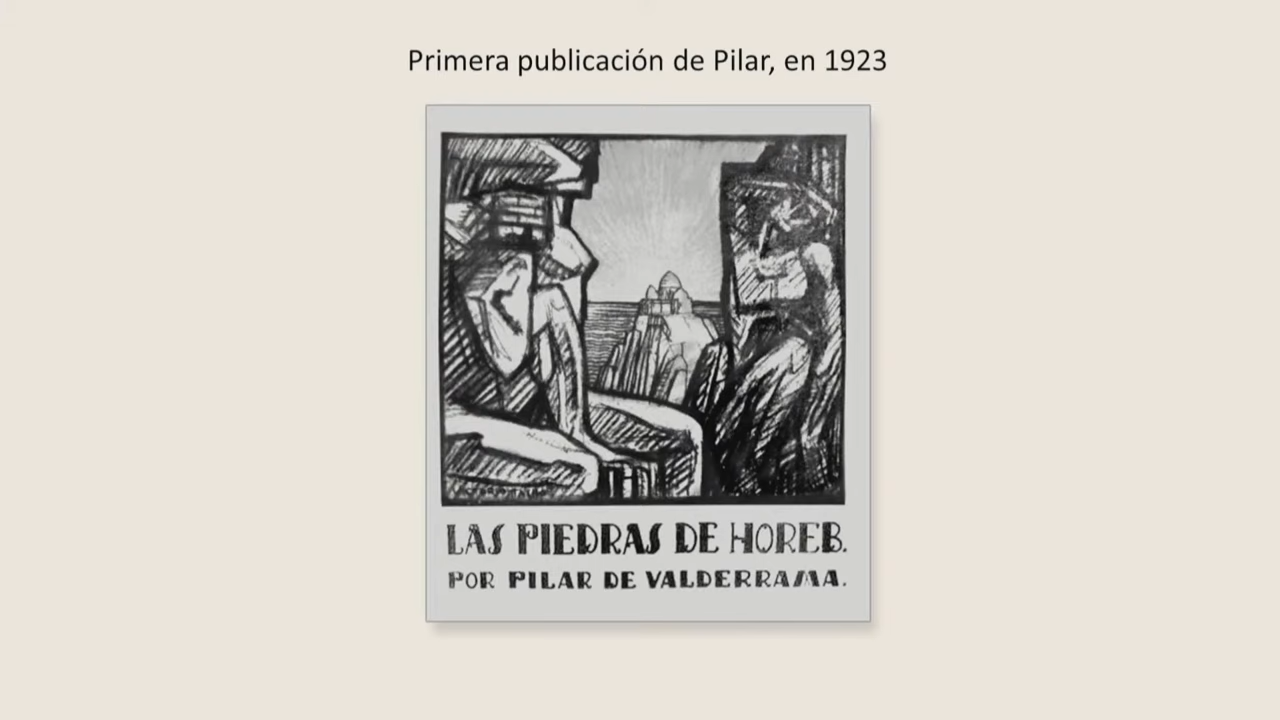 Primera publicación de Pilar, en 1923
LAS PIEDRAS DE HOREB.
POR PILAR DE VALDERRAMA.